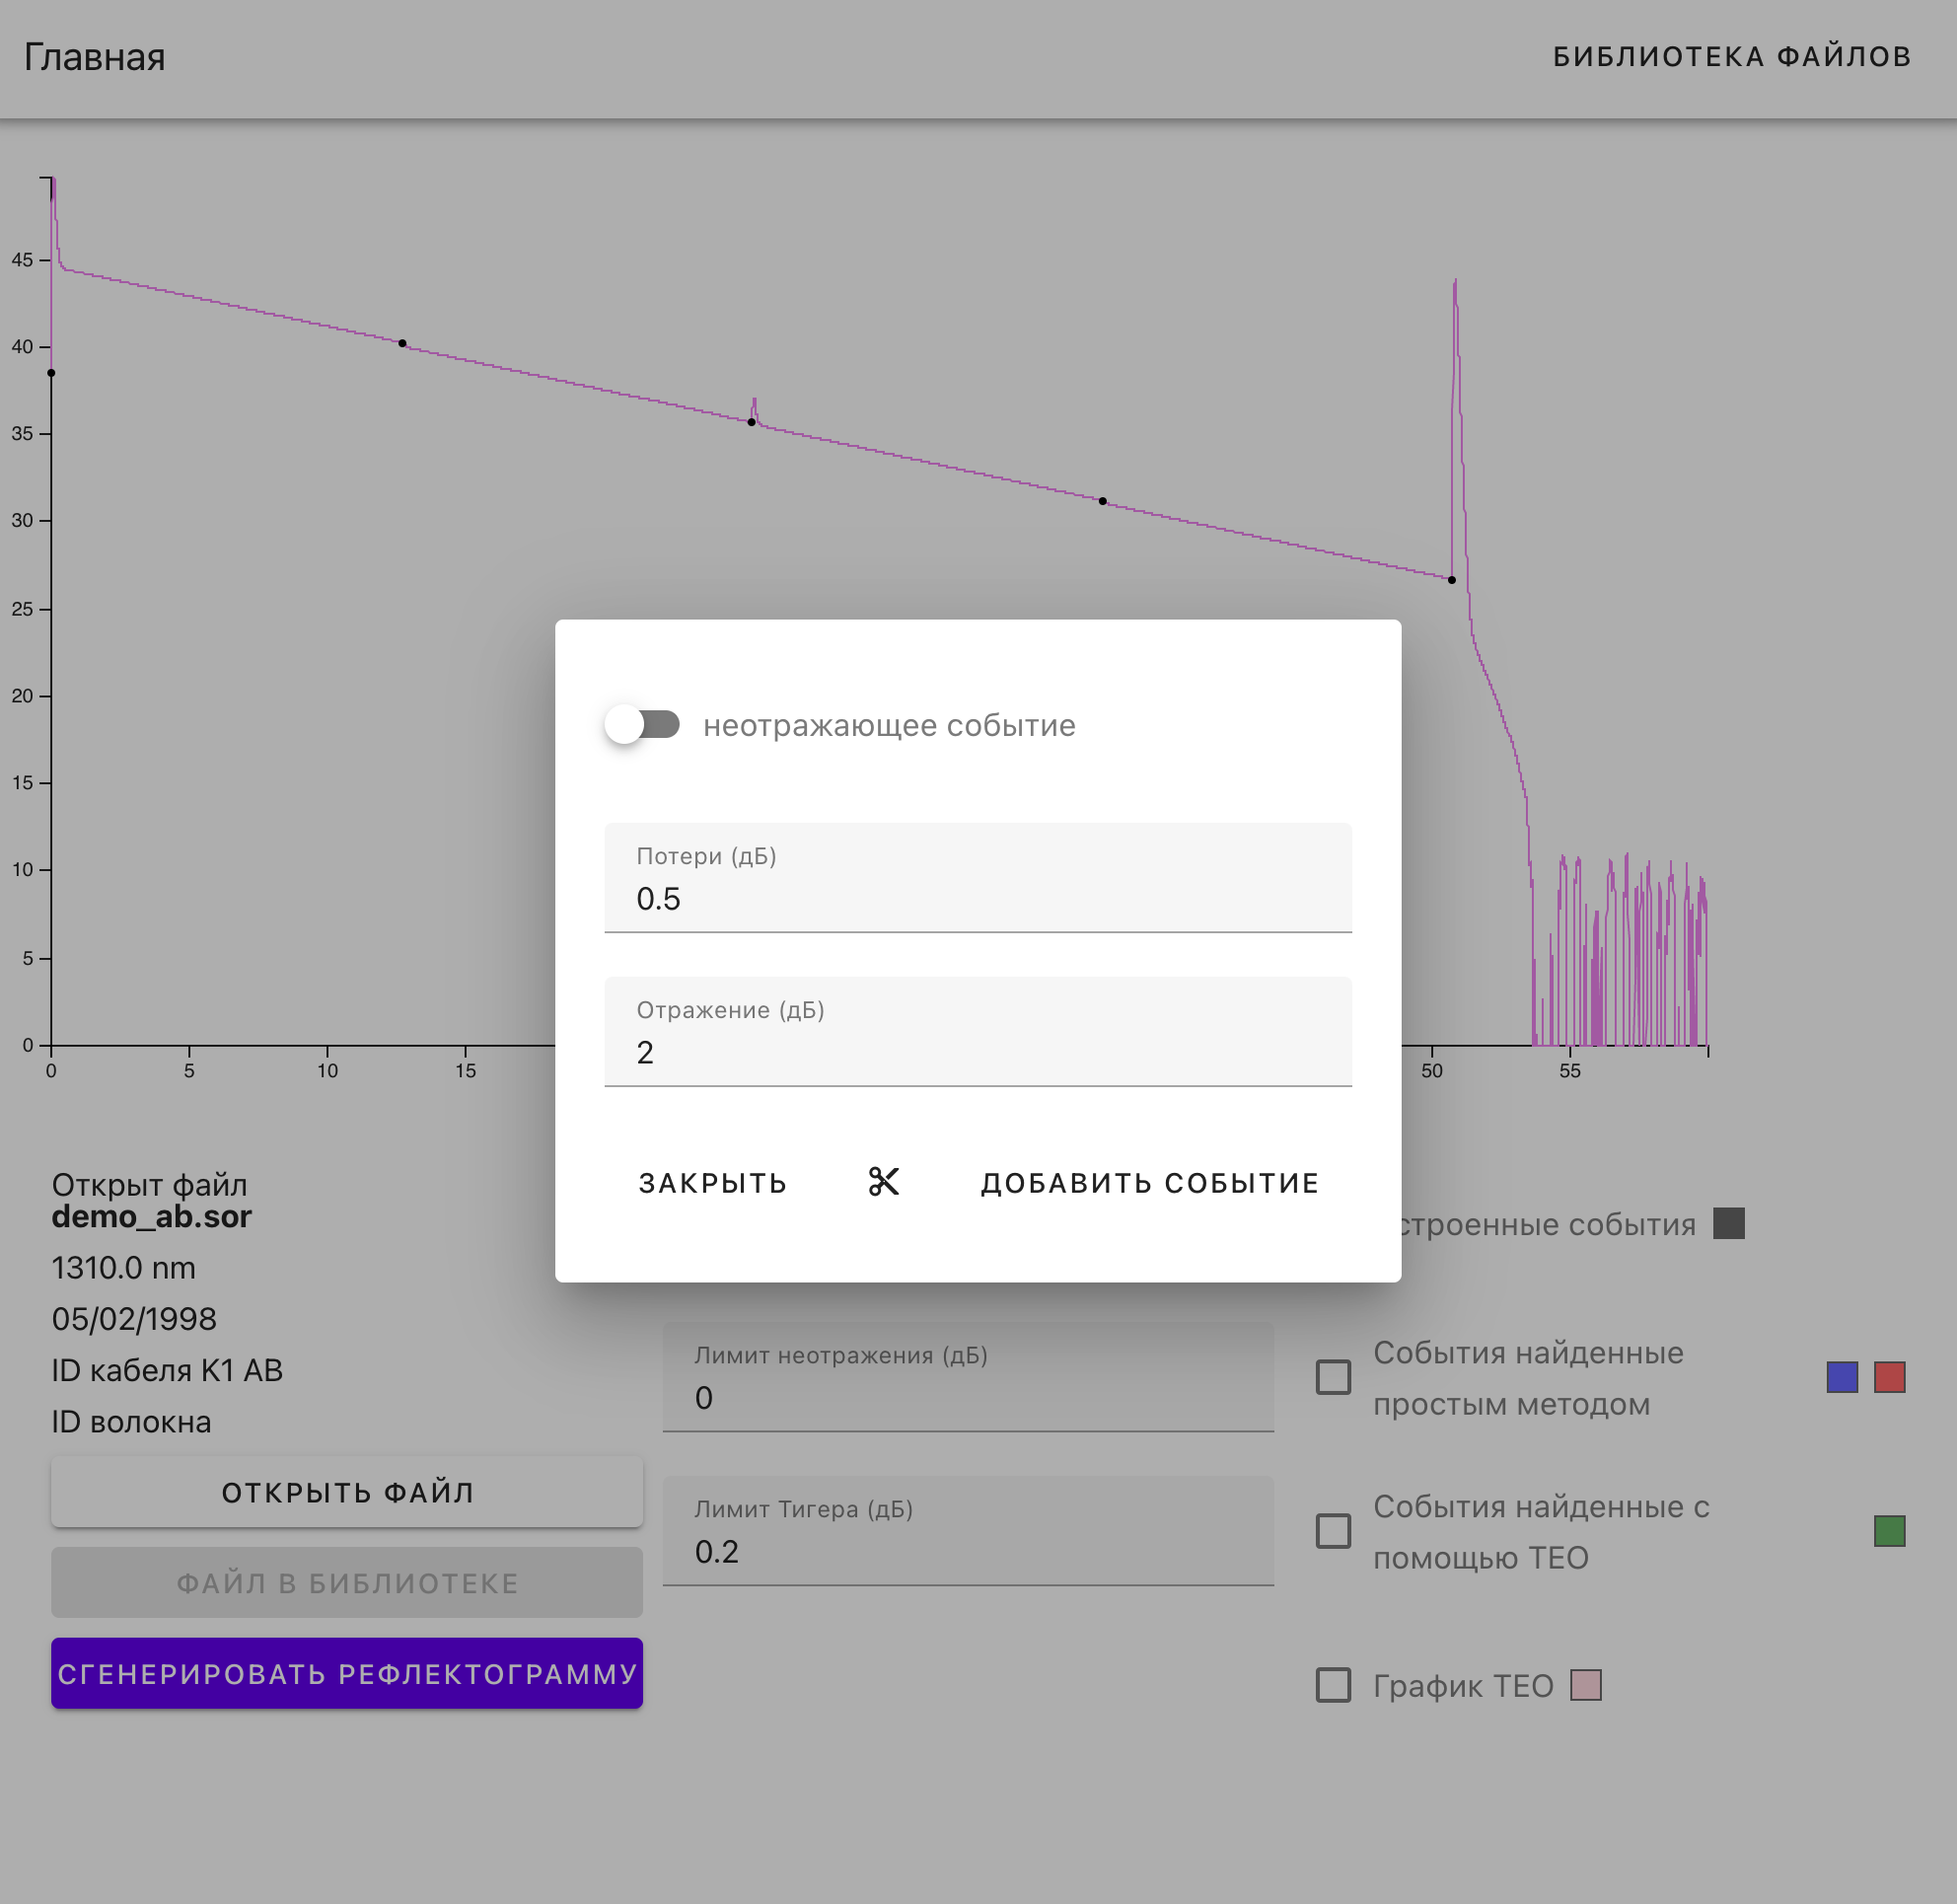 Главная
БИБЛИОТЕКА ФАЙЛОВ
45
40
35
30
25
20
15
10
5
0
0
5
10
15
50
55
неотражающее событие
Потери (дБ)
0.5
Отражение (дБ)
2
ЗАКРЫТЬ
ДОБАВИТЬ СОБЫТИЕ
Открыт файл
demo_ab.sor
1310.0 nm
05/02/1998
ID кабеля K1 AB
ID волокна
ОТКРЫТЬ ФАЙЛ
ФАЙЛ В БИБЛИОТЕКЕ
СГЕНЕРИРОВАТЬ РЕФЛЕКТОГРАММУ
Лимит неотражения (дБ)
0
Лимит Тигера (дБ)
0.2
строенные события
События найденные
простым методом
События найденные с
помощью ТЕО
График ТЕО